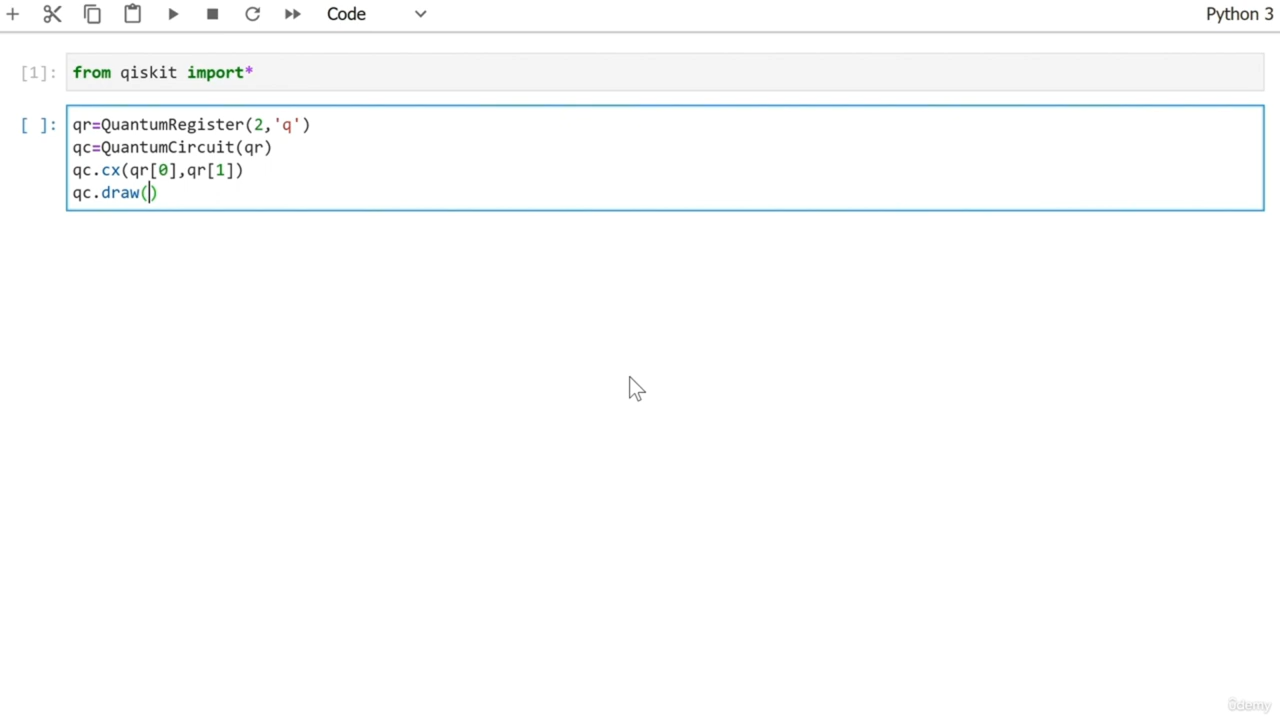 Code
Python 3
[1]: from qiskit import*
[ ]: qr=QuantumRegister(2,'q')
qc=QuantumCircuit(qr)
qc.cx(qr[0],qr[1])
qc.draw()
ûdemy